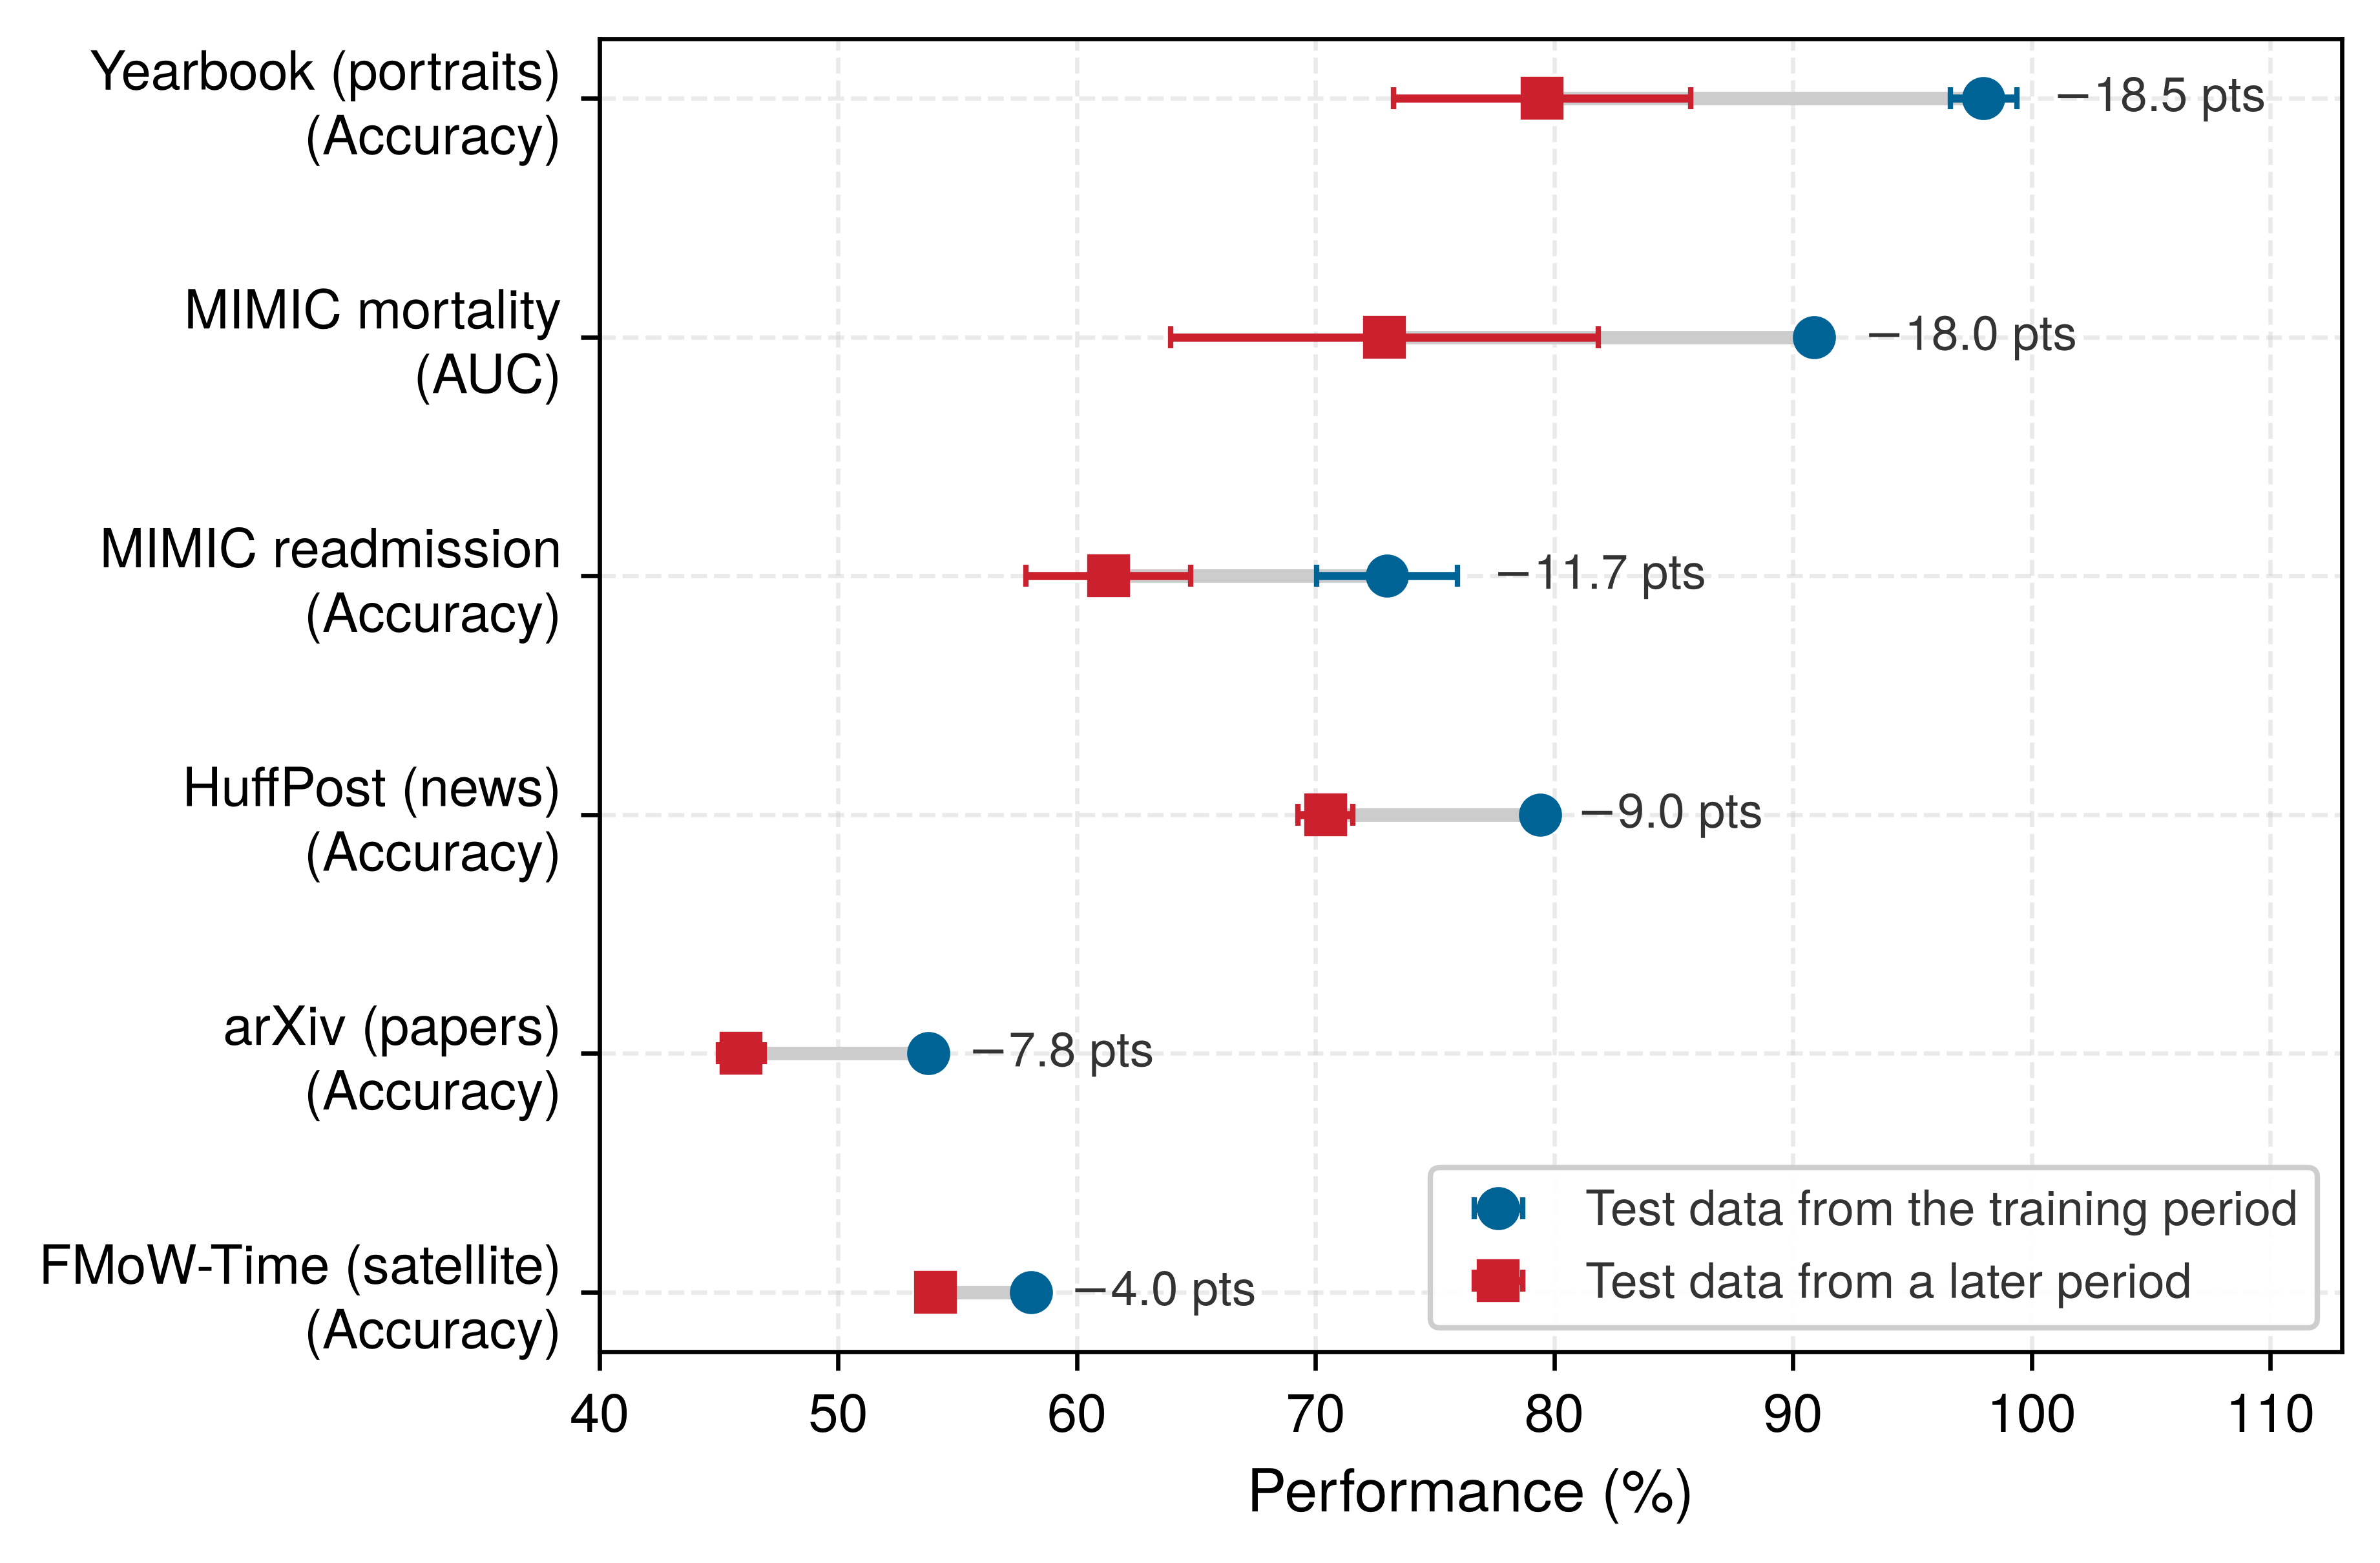 Yearbook (portraits)
(Accuracy)
−18.5 pts
MIMIC mortality
(AUC)
−18.0 pts
MIMIC readmission
(Accuracy)
−11.7 pts
HuffPost (news)
(Accuracy)
−9.0 pts
arXiv (papers)
(Accuracy)
−7.8 pts
FMoW-Time (satellite)
(Accuracy)
−4.0 pts
Test data from the training period
Test data from a later period
40 50 60 70 80 90 100 110
Performance (%)